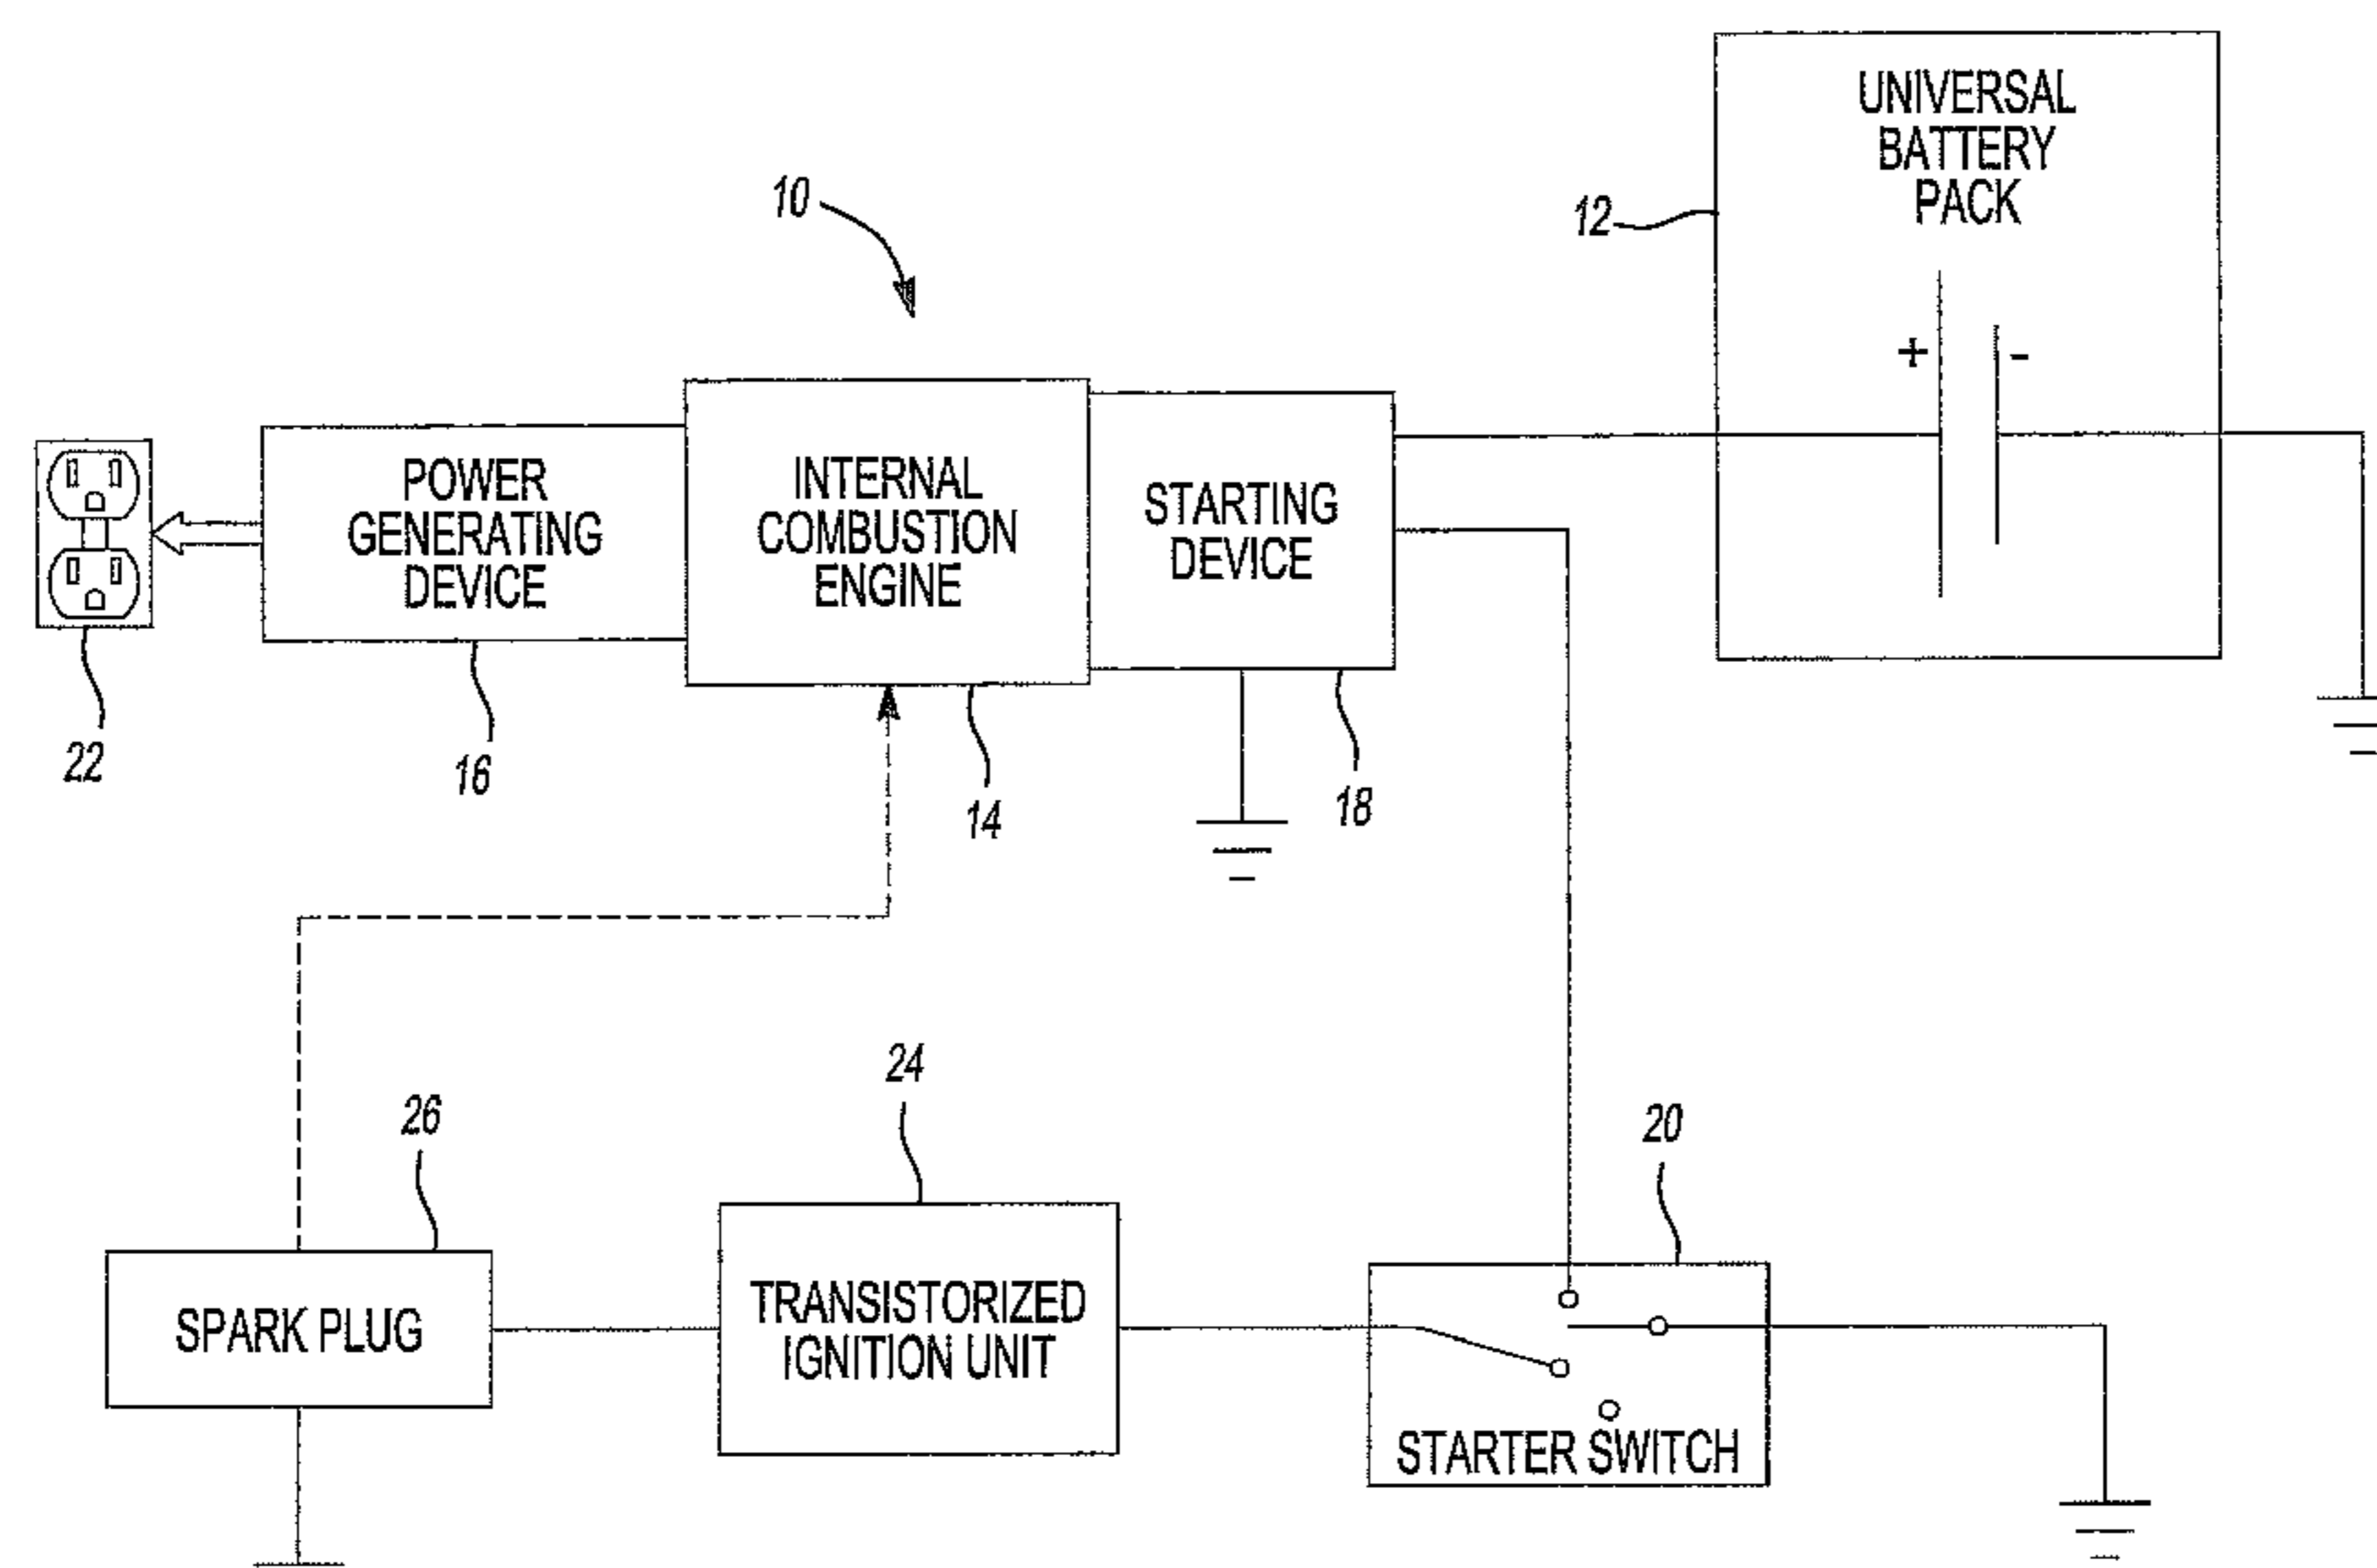 UNIVERSAL
BATTERY
PACK
10
12
+ -
POWER
GENERATING
DEVICE
INTERNAL
COMBUSTION
ENGINE
STARTING
DEVICE
22
16
14
18
24
26
20
SPARK PLUG
TRANSISTORIZED
IGNITION UNIT
STARTER SWITCH